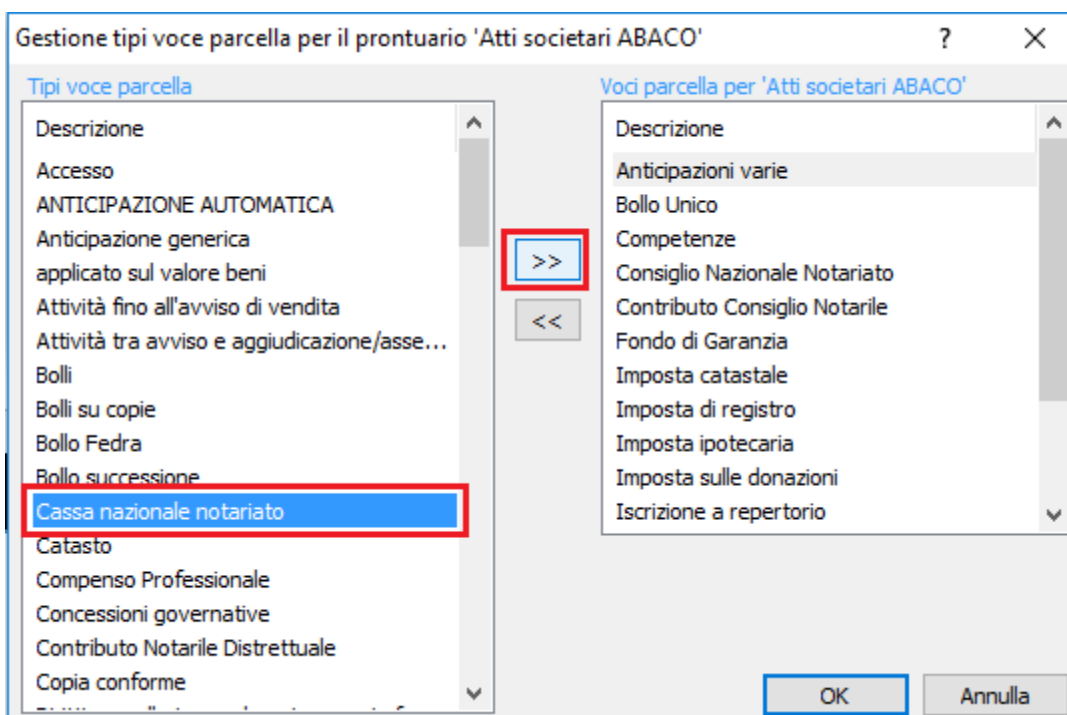 Gestione tipi voce parcella per il prontuario 'Atti societari ABACO'
?
Tipi voce parcella
Descrizione
Accesso
ANTICIPAZIONE AUTOMATICA
Anticipazione generica
applicato sul valore beni
Attività fino all'avviso di vendita
Attività tra avviso e aggiudicazione/asse...
Bolli
Bolli su copie
Bollo Fedra
Bollo successione
Cassa nazionale notariato
Catasto
Compenso Professionale
Concessioni governative
Contributo Notarile Distrettuale
Copia conforme
>>
<<
Voci parcella per 'Atti societari ABACO'
Descrizione
Anticipazioni varie
Bollo Unico
Competenze
Consiglio Nazionale Notariato
Contributo Consiglio Notarile
Fondo di Garanzia
Imposta catastale
Imposta di registro
Imposta ipotecaria
Imposta sulle donazioni
Iscrizione a repertorio
OK
Annulla